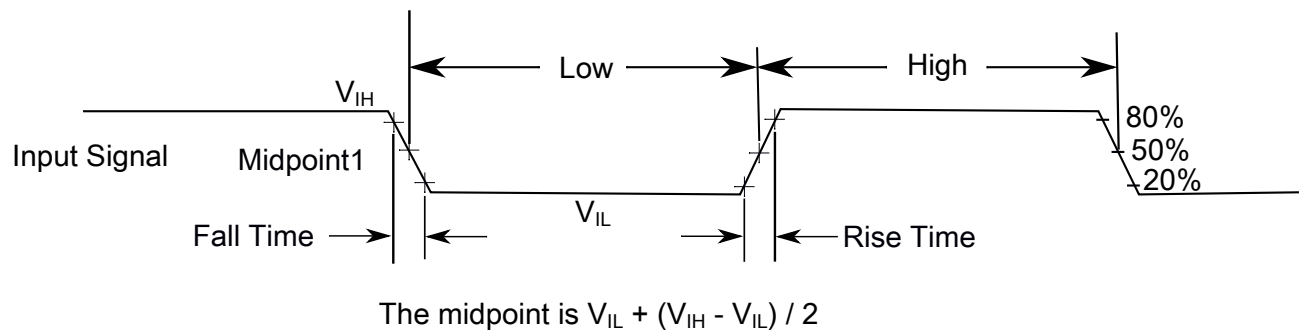 Low
High
V_IH
80%
Input Signal
Midpoint1
50%
20%
V_IL
Fall Time
Rise Time
The midpoint is V_IL + (V_IH - V_IL) / 2